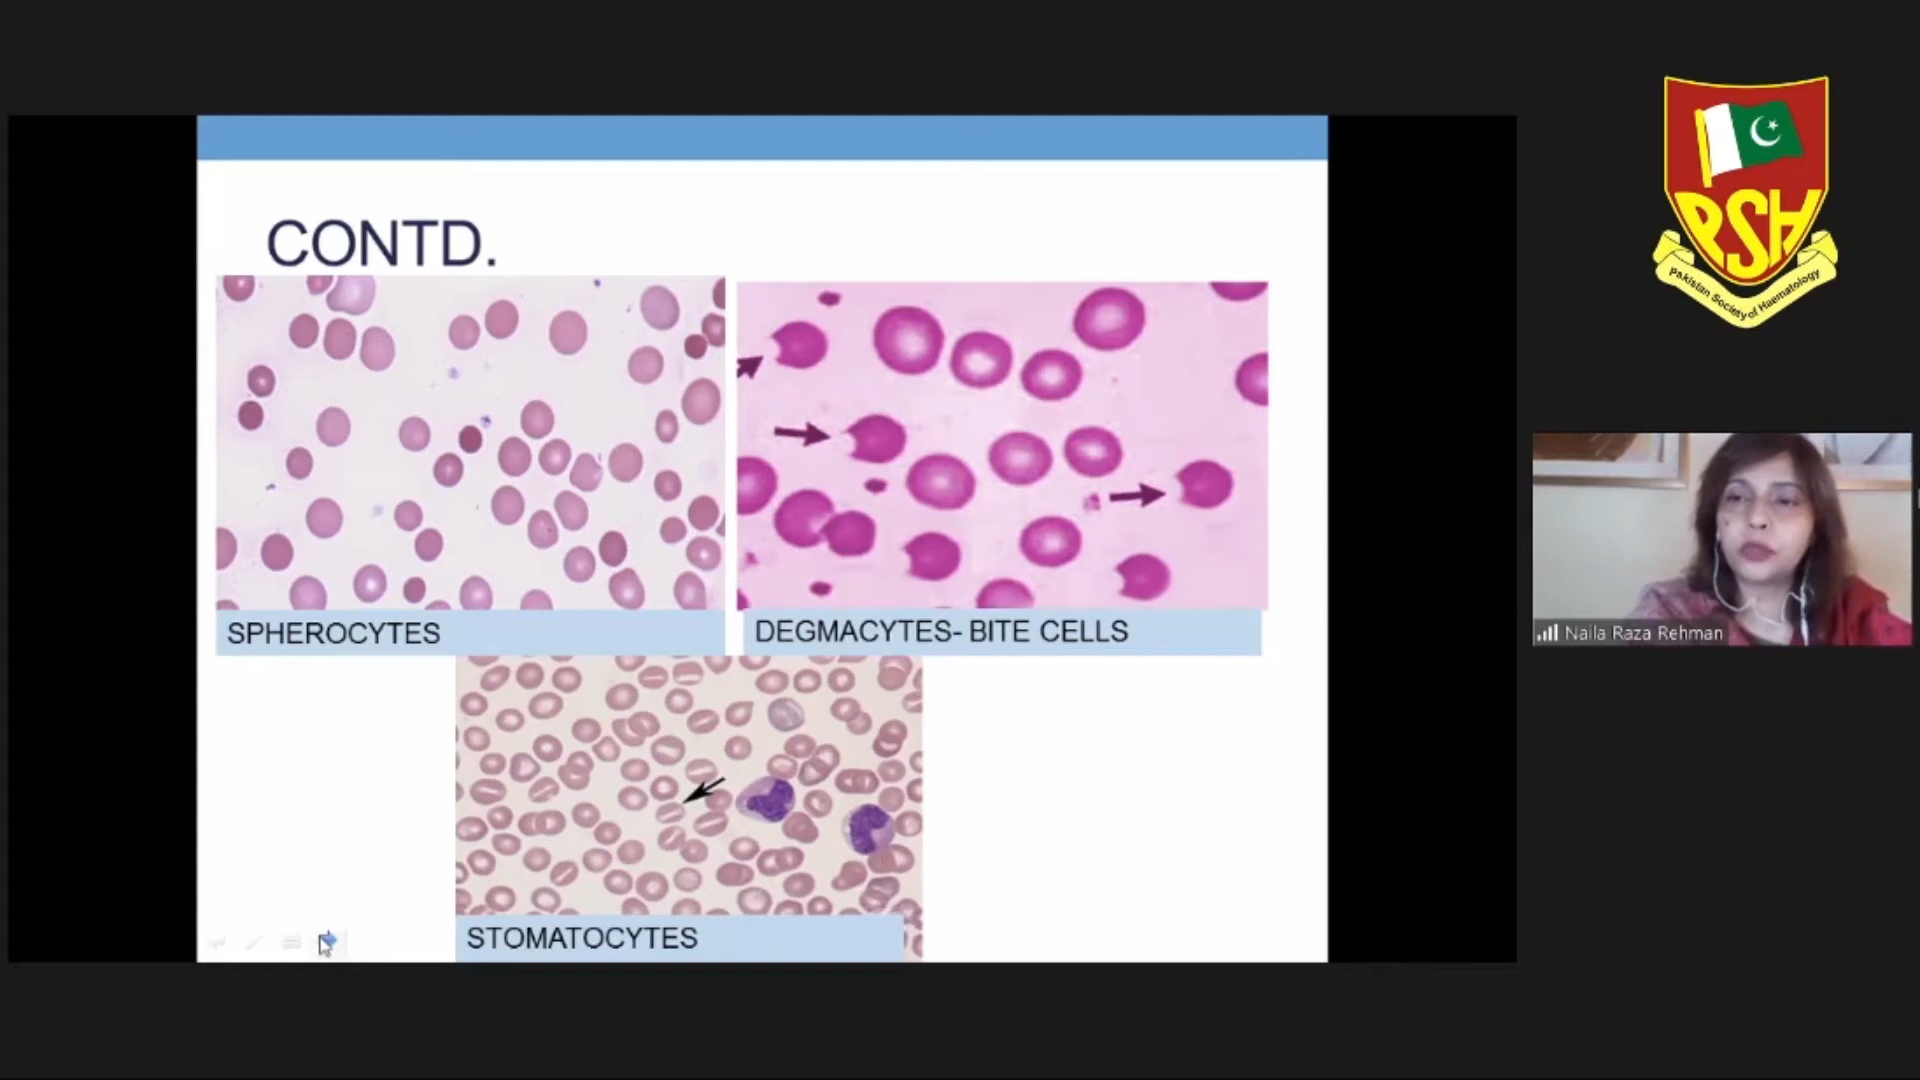 CONTD.
SPHEROCYTES
DEGMACYTES- BITE CELLS
STOMATOCYTES
PSH
Pakistan Society of Haematology
Naila Raza Rehman